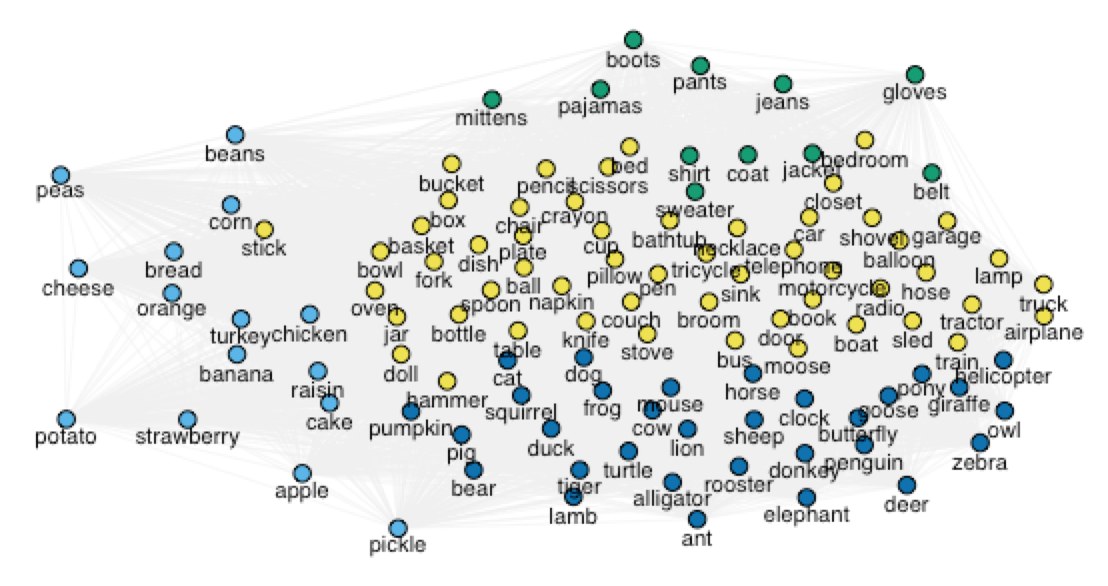 boots
pants
gloves
pajamas
jeans
mittens
beans
bed
bedroom
shirt
coat
jacket
peas
bucket
pencil
scissors
closet
belt
corn
box
crayon
sweater
stick
chair
basket
plate
cup
bathtub
necklace
car
shovel
garage
balloon
bread
bowl
fork
dish
ball
pillow
tricycle
telephone
lamp
cheese
orange
oven
spoon
napkin
pen
sink
motorcycle
radio
hose
truck
turkey
chicken
jar
bottle
couch
broom
book
tractor
airplane
table
knife
stove
door
boat
sled
banana
doll
cat
dog
bus
moose
train
helicopter
raisin
hammer
squirrel
frog
mouse
horse
pony
giraffe
cake
pumpkin
cow
clock
goose
butterfly
owl
potato
strawberry
pig
duck
lion
sheep
penguin
zebra
apple
bear
tiger
turtle
rooster
donkey
alligator
elephant
deer
lamb
ant
pickle